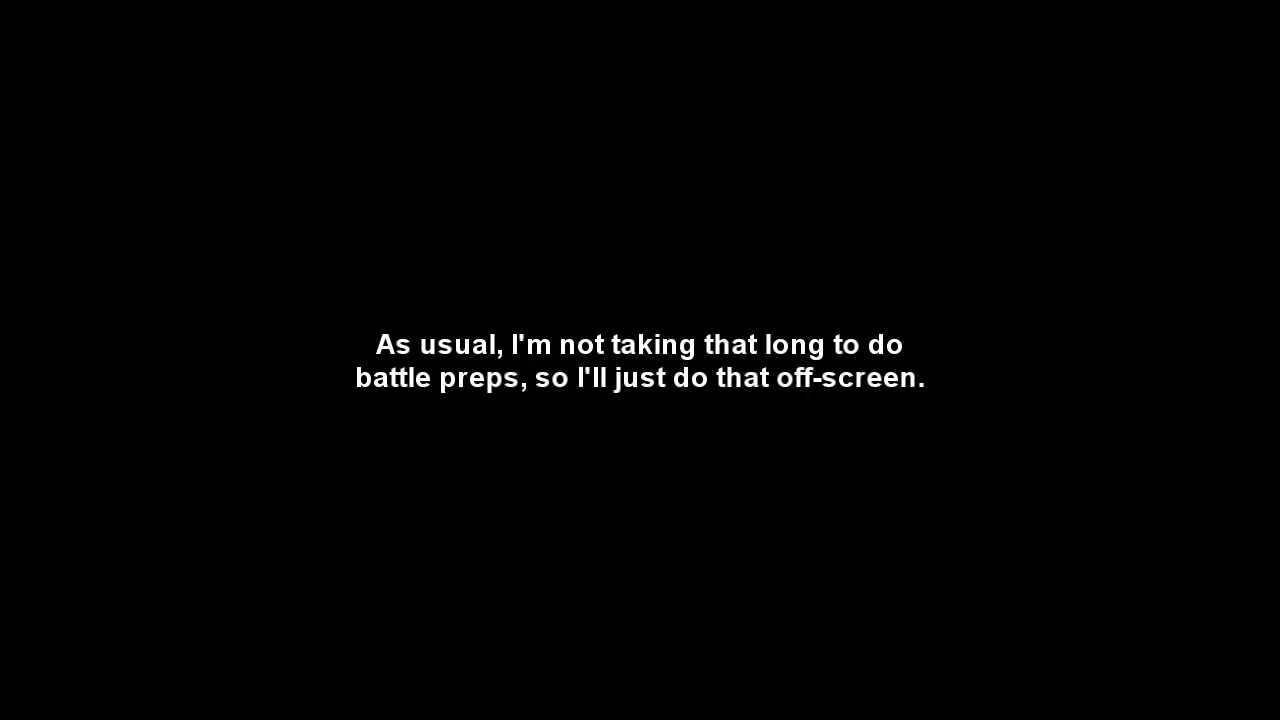 As usual, I'm not taking that long to do
battle preps, so I'll just do that off-screen.